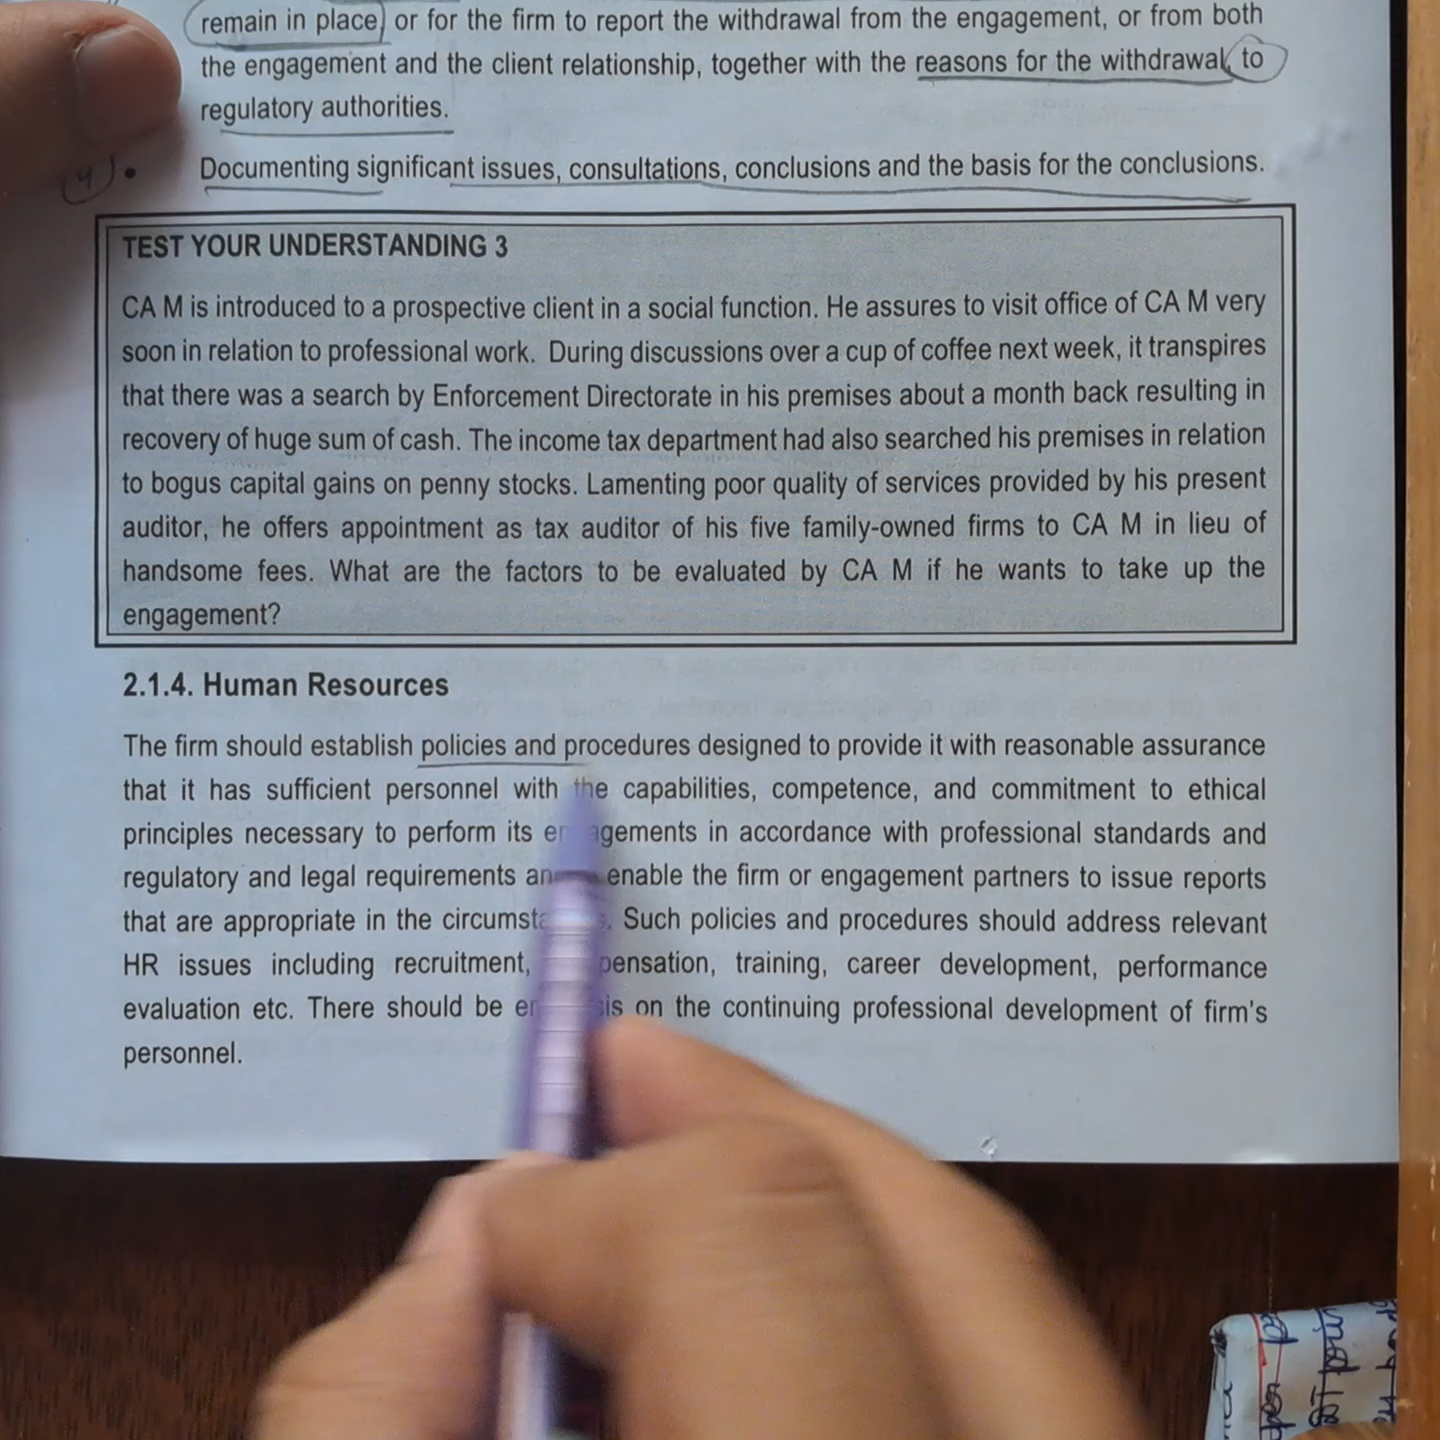 remain in place) or for the firm to report the withdrawal from the engagement, or from both
the engagement and the client relationship, together with the reasons for the withdrawal, to
regulatory authorities.
(4) • Documenting significant issues, consultations, conclusions and the basis for the conclusions.
TEST YOUR UNDERSTANDING 3
CA M is introduced to a prospective client in a social function. He assures to visit office of CA M very
soon in relation to professional work. During discussions over a cup of coffee next week, it transpires
that there was a search by Enforcement Directorate in his premises about a month back resulting in
recovery of huge sum of cash. The income tax department had also searched his premises in relation
to bogus capital gains on penny stocks. Lamenting poor quality of services provided by his present
auditor, he offers appointment as tax auditor of his five family-owned firms to CA M in lieu of
handsome fees. What are the factors to be evaluated by CA M if he wants to take up the
engagement?
2.1.4. Human Resources
The firm should establish policies and procedures designed to provide it with reasonable assurance
that it has sufficient personnel with the capabilities, competence, and commitment to ethical
principles necessary to perform its agements in accordance with professional standards and
regulatory and legal requirements enable the firm or engagement partners to issue reports
that are appropriate in the Such policies and procedures should address relevant
HR issues including recruitment, pensation, training, career development, performance
evaluation etc. There should be on the continuing professional development of firm's
personnel.